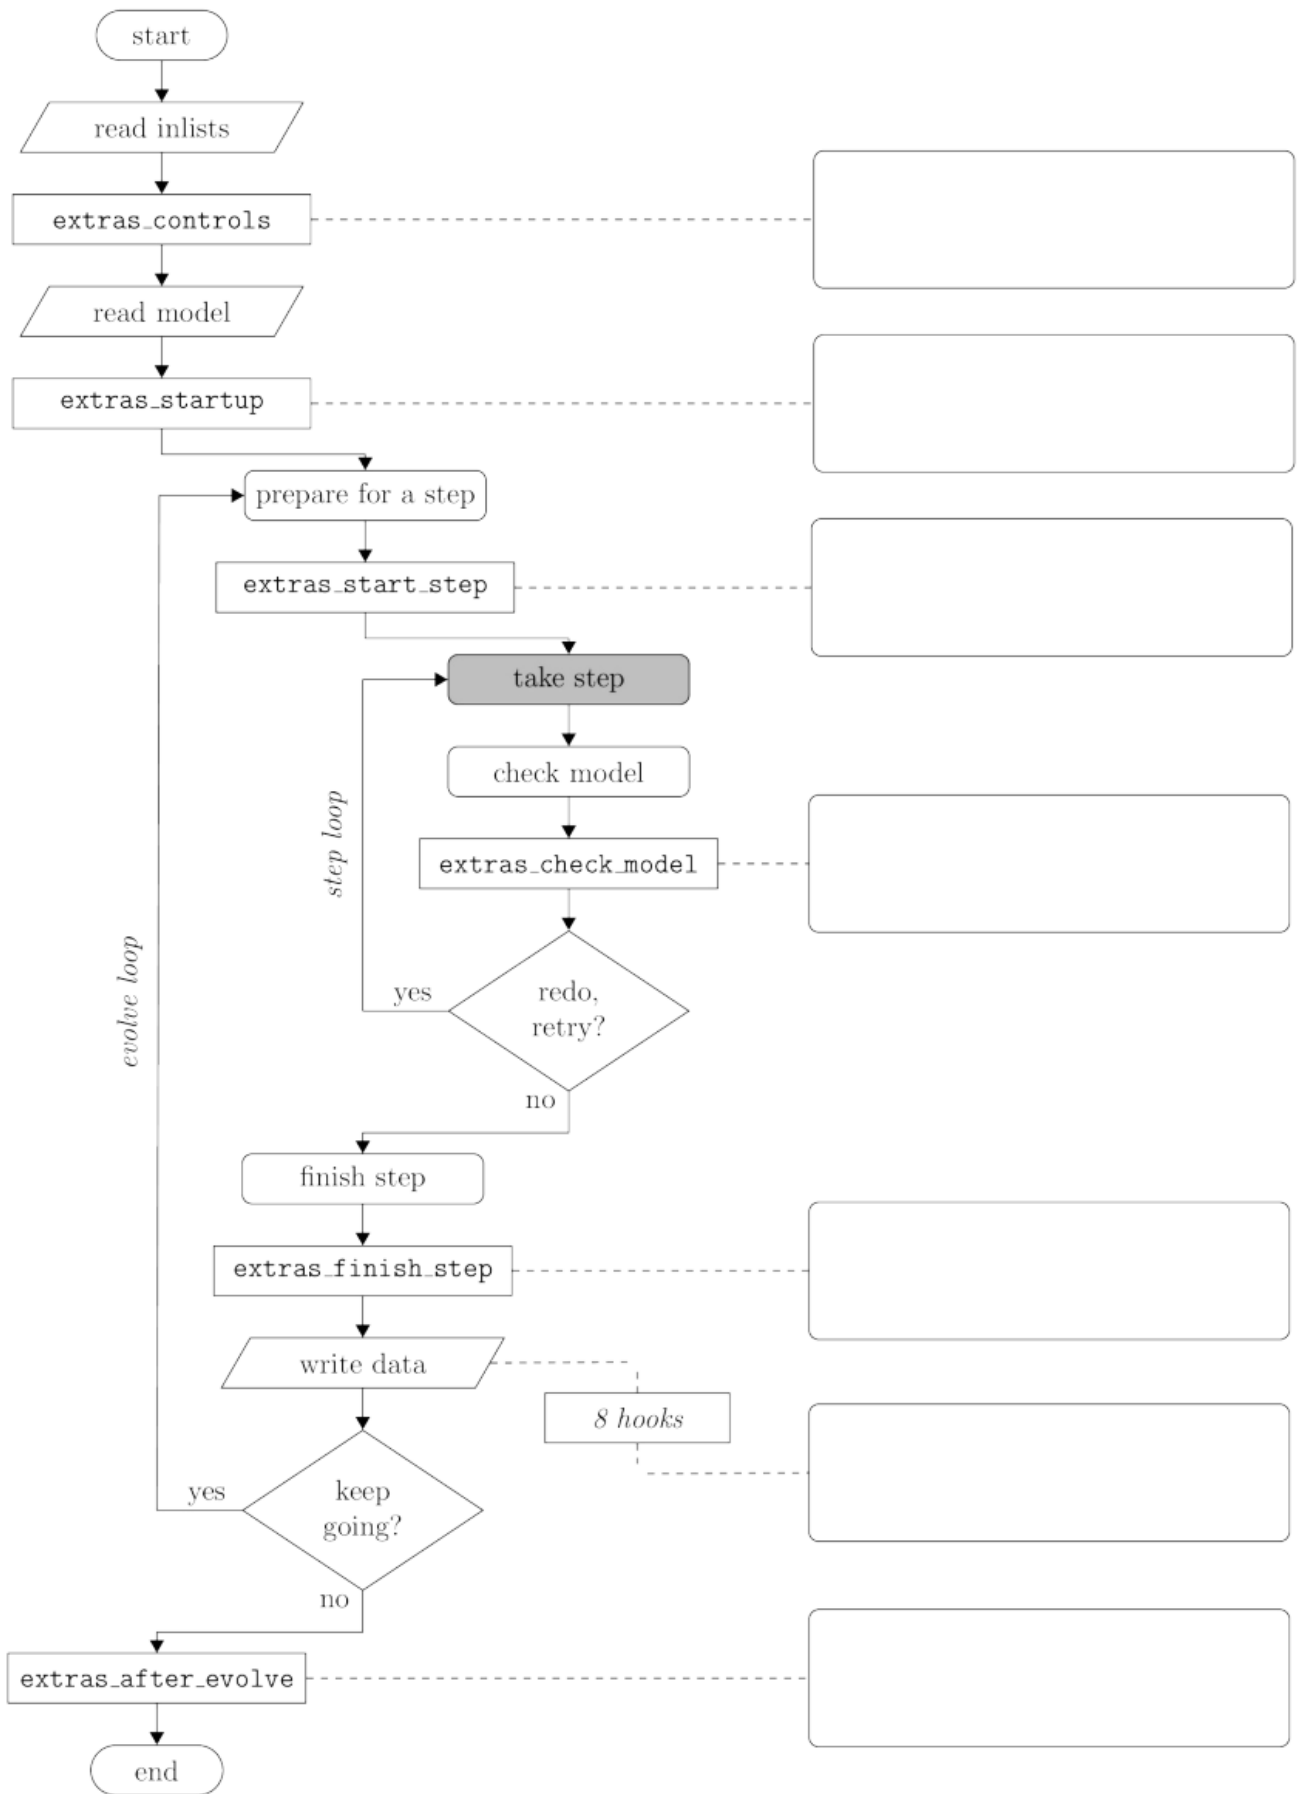 start
read inlists
extras_controls
read model
extras_startup
prepare for a step
extras_start_step
take step
check model
step loop
extras_check_model
evolve loop
yes
redo,
retry?
no
finish step
extras_finish_step
write data
8 hooks
yes
keep
going?
no
extras_after_evolve
end